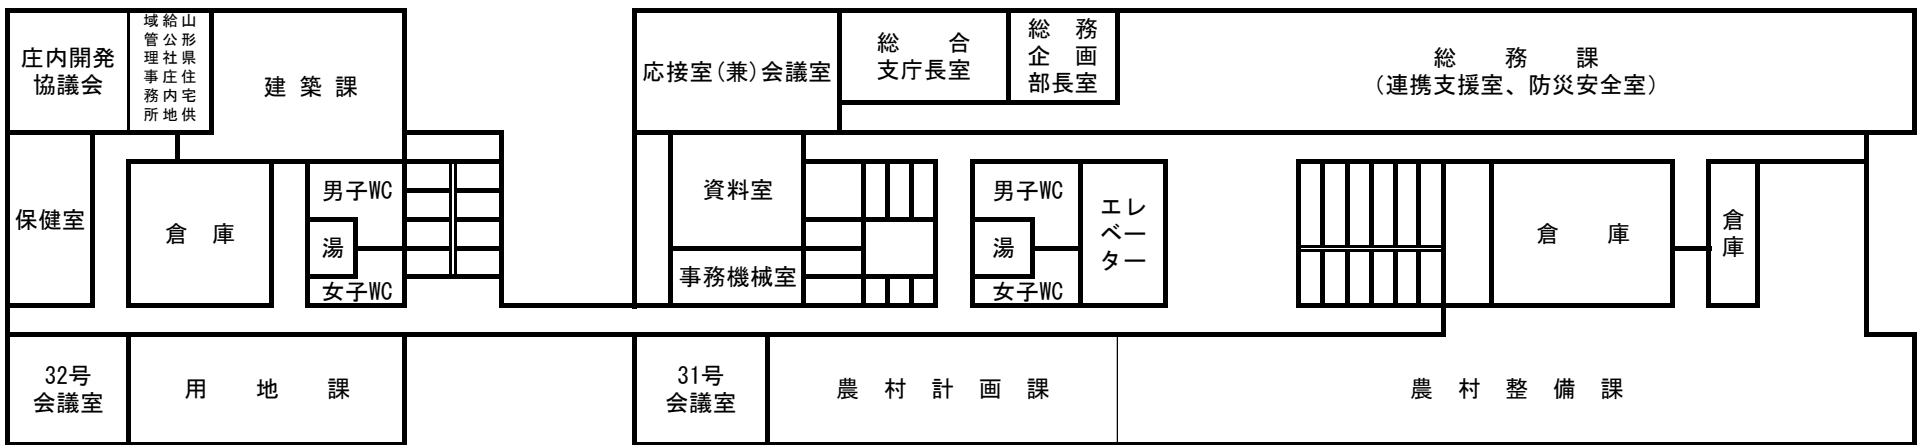 庄内開発
協議会
山形県住宅供
給公社庄内地
域管理事務所
建築課
応接室(兼)会議室
総合
支庁長室
総務
企画
部長室
総務課
(連携支援室、防災安全室)
保健室
倉庫
男子WC
湯
女子WC
資料室
事務機械室
男子WC
湯
女子WC
エレ
ベー
ター
倉庫
倉
庫
32号
会議室
用地課
31号
会議室
農村計画課
農村整備課